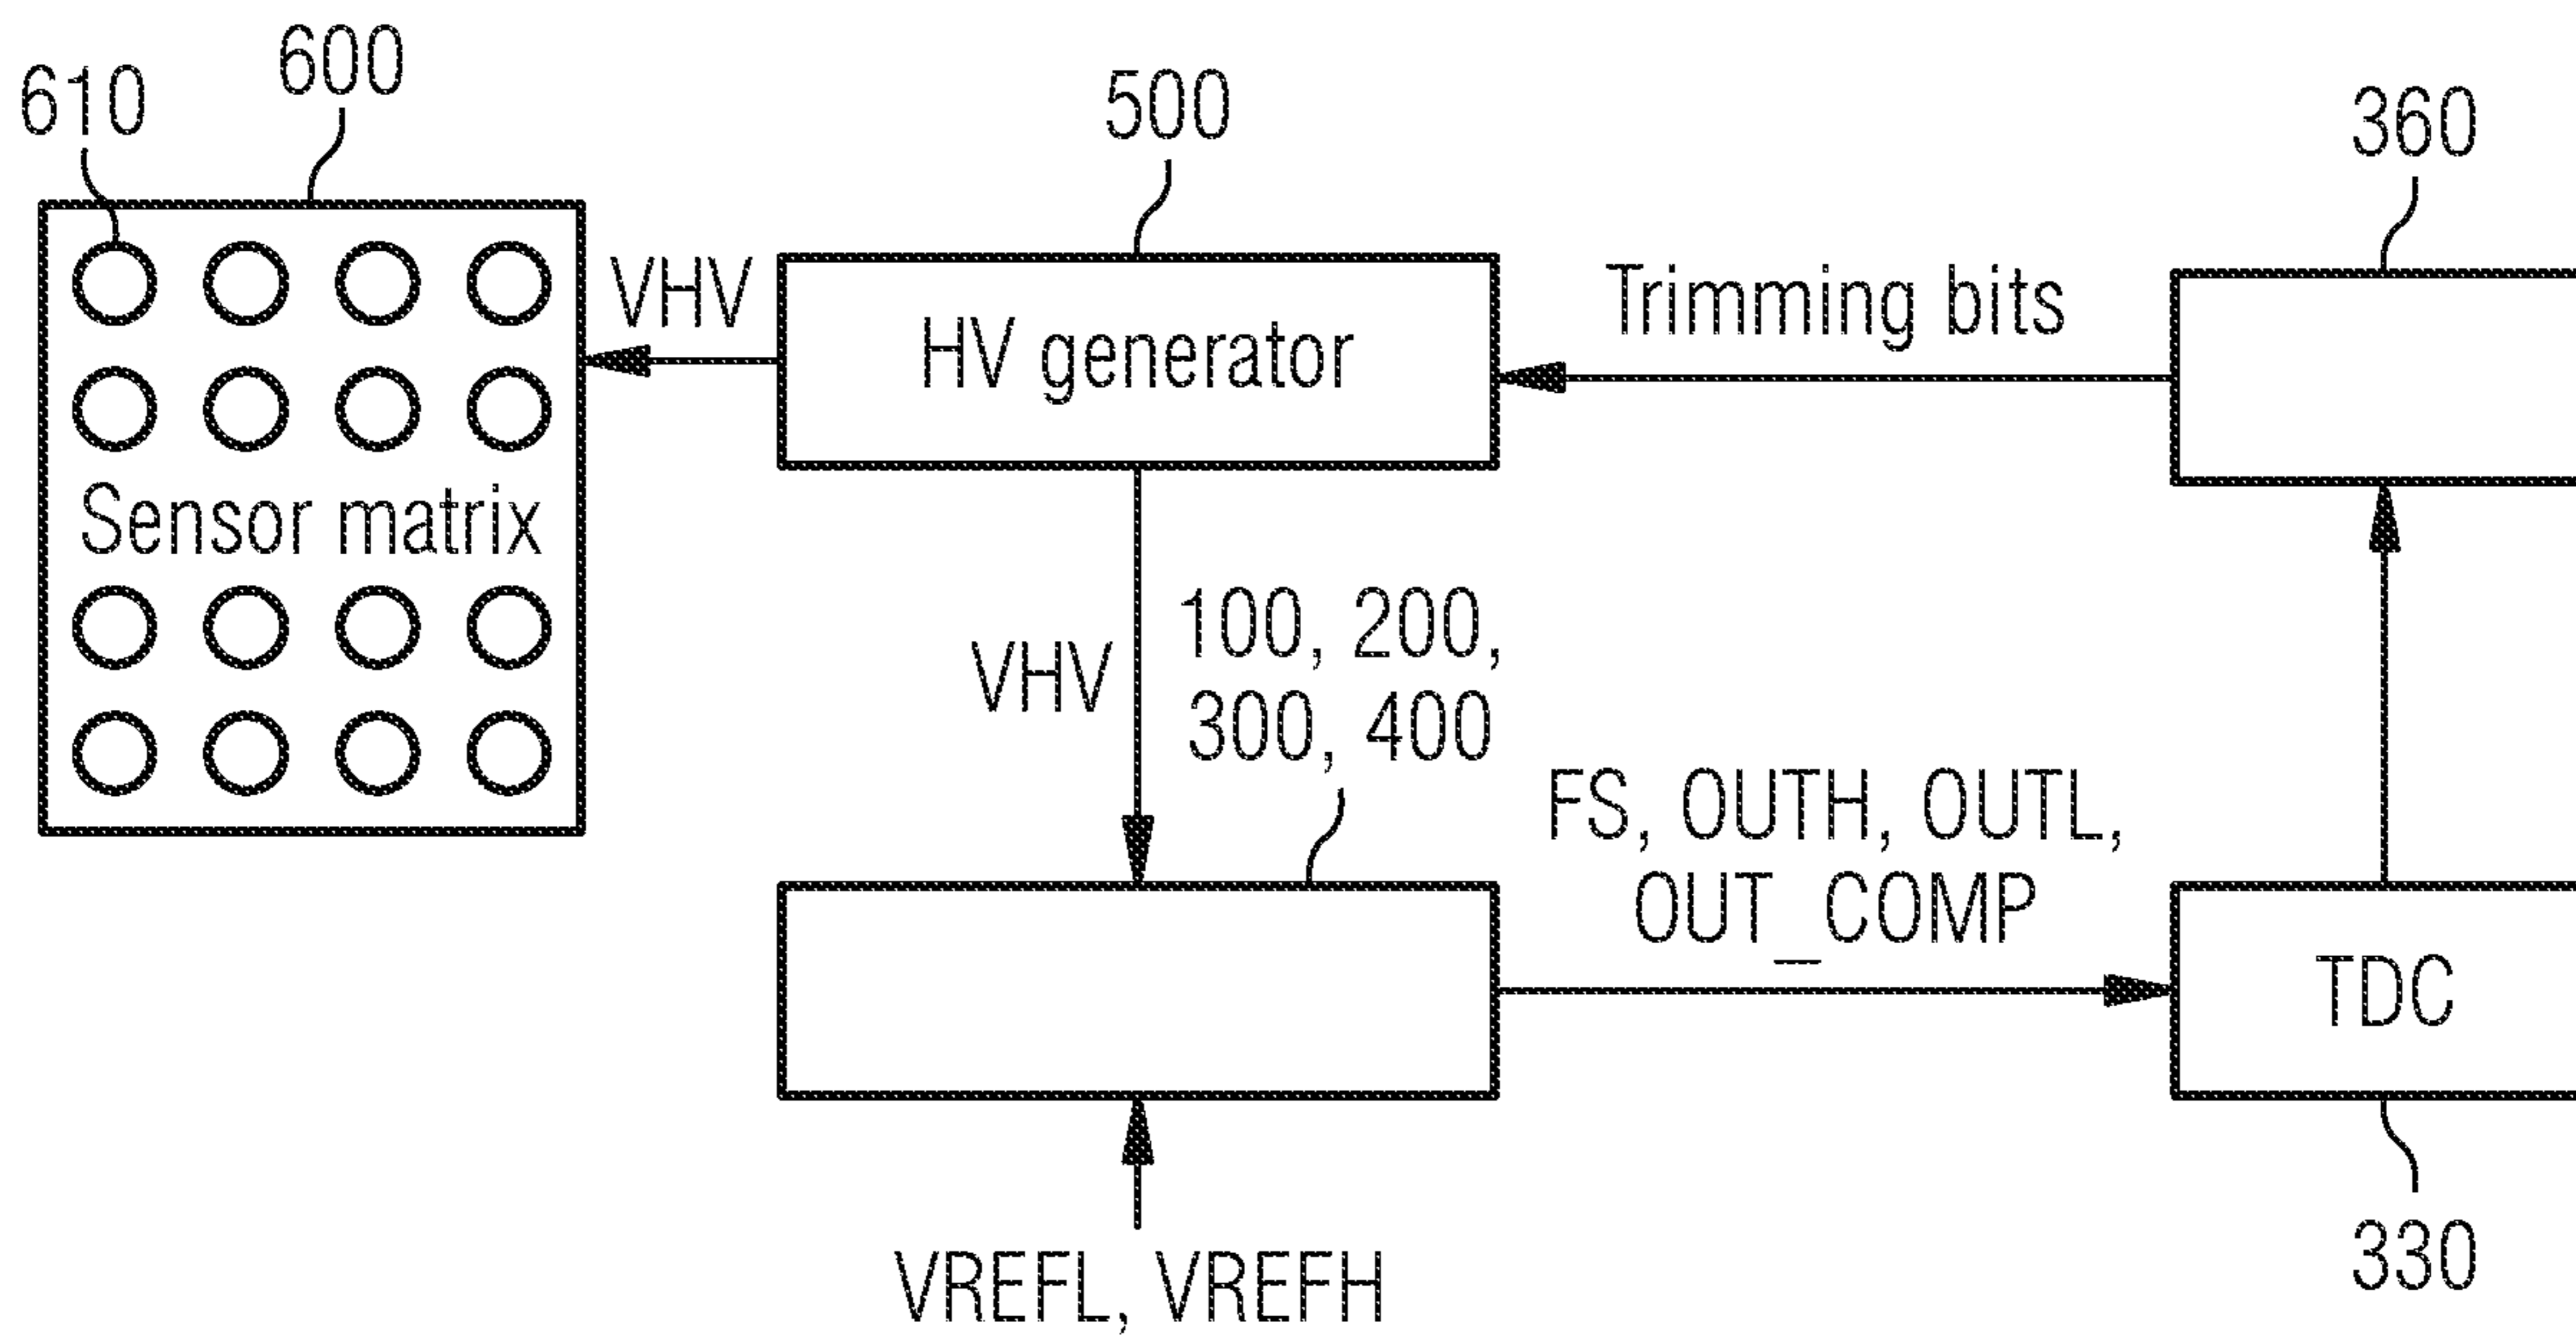 610
600
500
360
VHV
HV generator
Trimming bits
Sensor matrix
VHV
100, 200,
300, 400
FS, OUTH, OUTL,
OUT_COMP
TDC
VREFL, VREFH
330